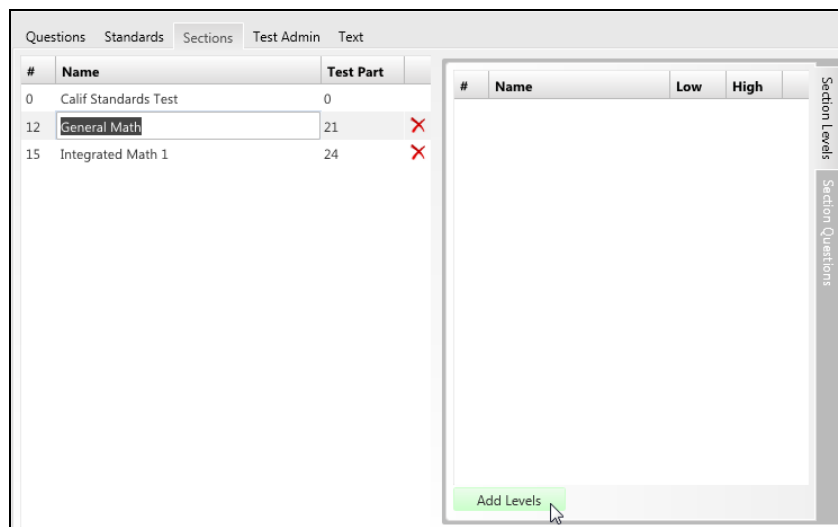 Questions Standards Sections Test Admin Text
# Name Test Part
0 Calif Standards Test 0
12 General Math 21
15 Integrated Math 1 24
# Name Low High
Add Levels
Section Levels
Section Questions